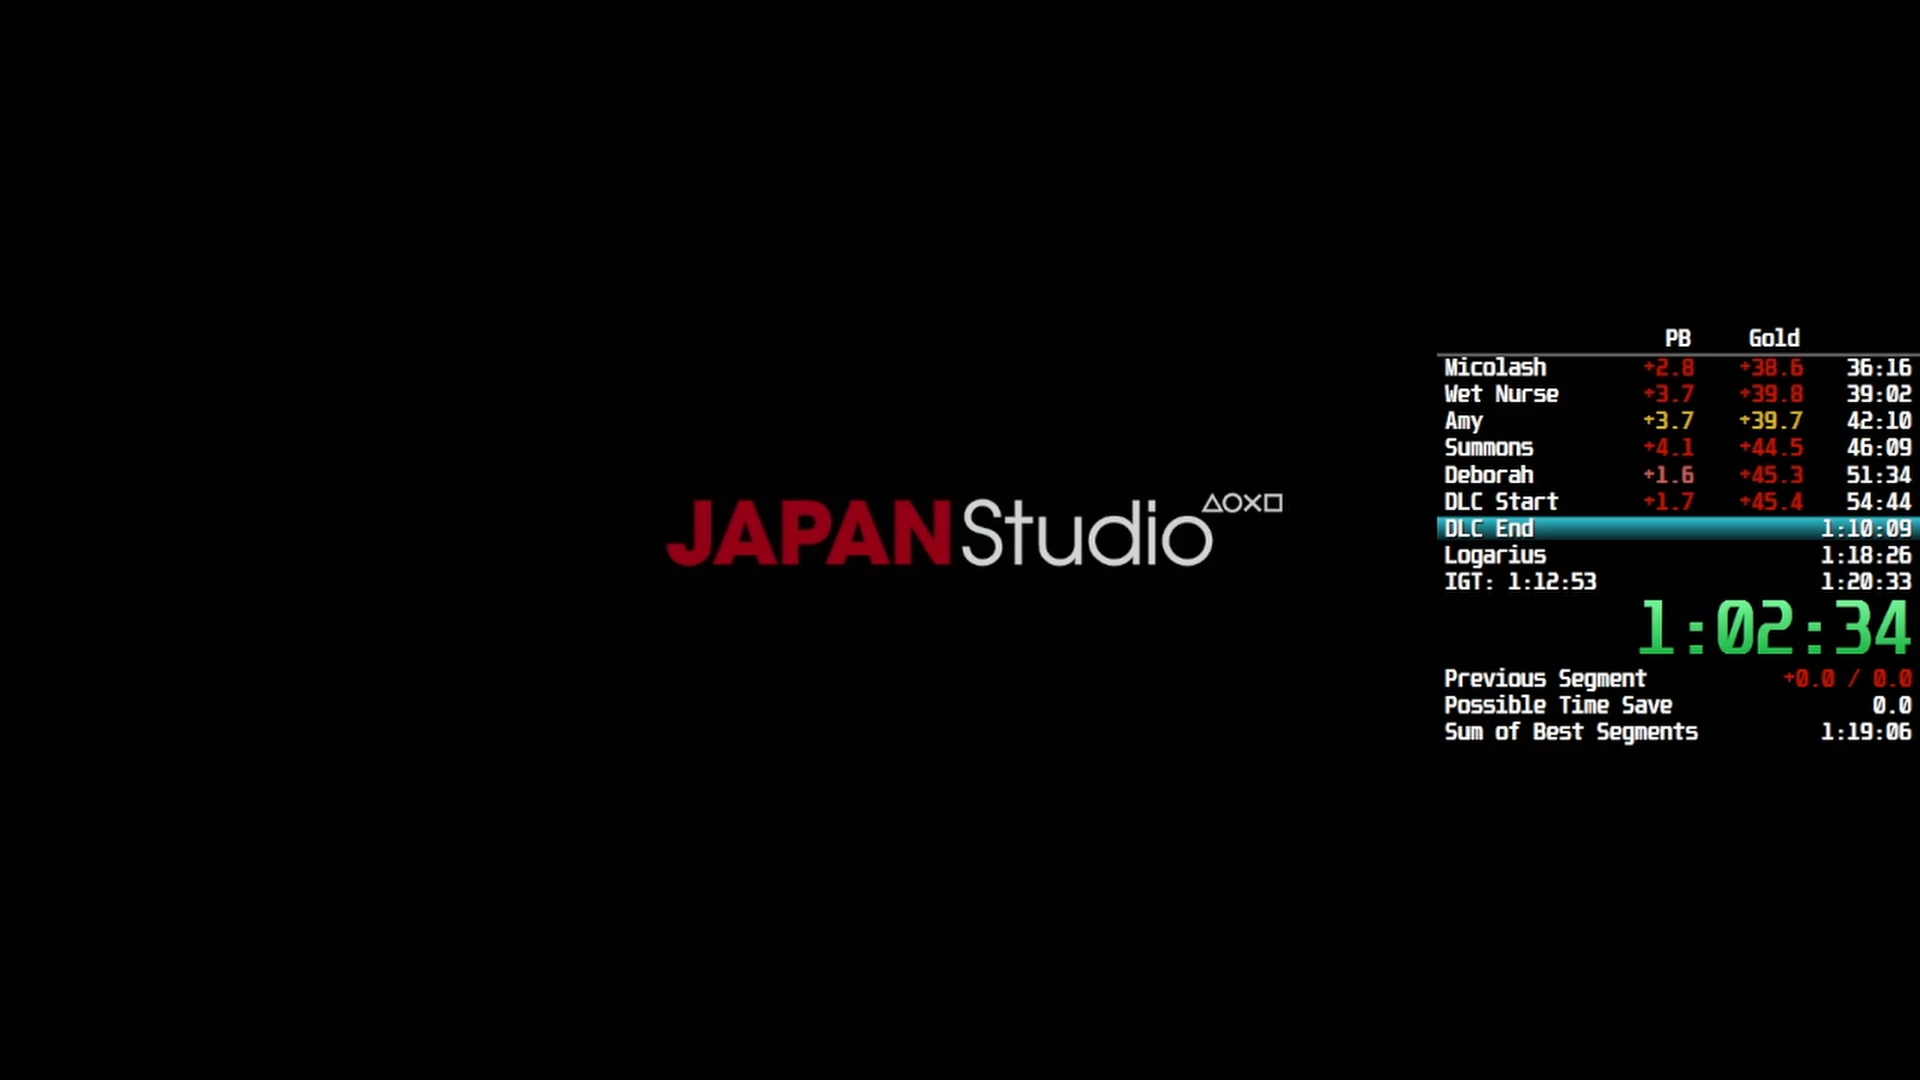 JAPAN Studio
PB Gold
Micolash +2.8 +38.6 36:16
Wet Nurse +3.7 +39.8 39:02
Amy +3.7 +39.7 42:10
Summons +4.1 +44.5 46:09
Deborah +1.6 +45.3 51:34
DLC Start +1.7 +45.4 54:44
DLC End 1:10:09
Logarius 1:18:26
IGT: 1:12:53 1:20:33
1:02:34
Previous Segment +0.0 / 0.0
Possible Time Save 0.0
Sum of Best Segments 1:19:06